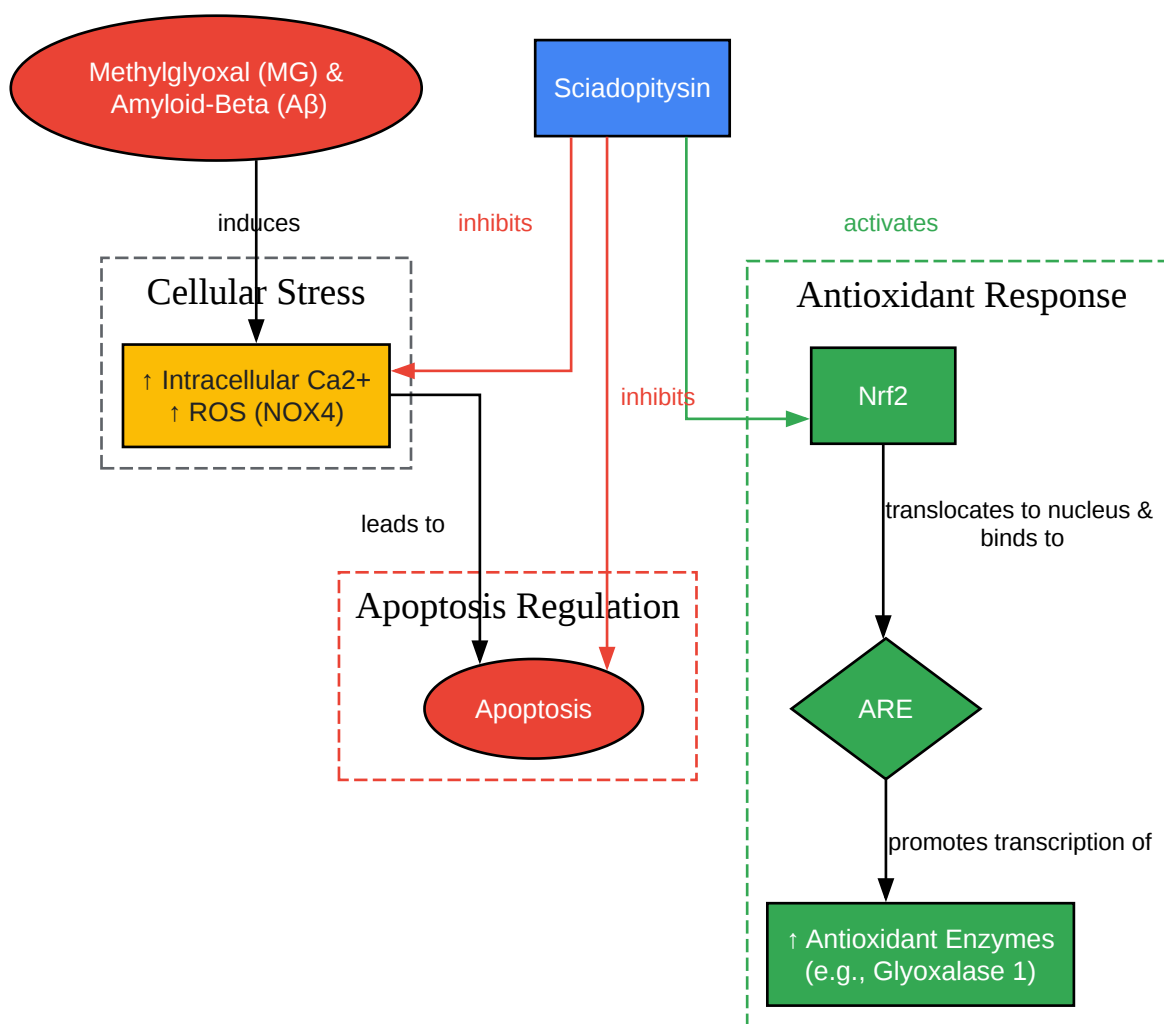 Methylglyoxal (MG) &
Amyloid-Beta (Aβ)
Sciadopitysin
induces
inhibits
activates
Cellular Stress
Antioxidant Response
↑ Intracellular Ca2+
↑ ROS (NOX4)
inhibits
Nrf2
leads to
translocates to nucleus &
binds to
Apoptosis Regulation
Apoptosis
ARE
promotes transcription of
↑ Antioxidant Enzymes
(e.g., Glyoxalase 1)